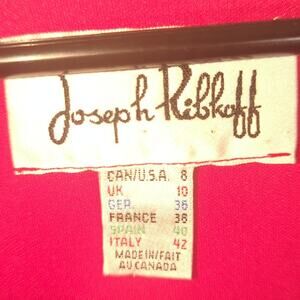 Joseph Ribkoff
CAN/U.S.A. 8
UK 10
GER. 36
FRANCE 38
SPAIN 40
ITALY 42
MADE IN/FAIT
AU CANADA